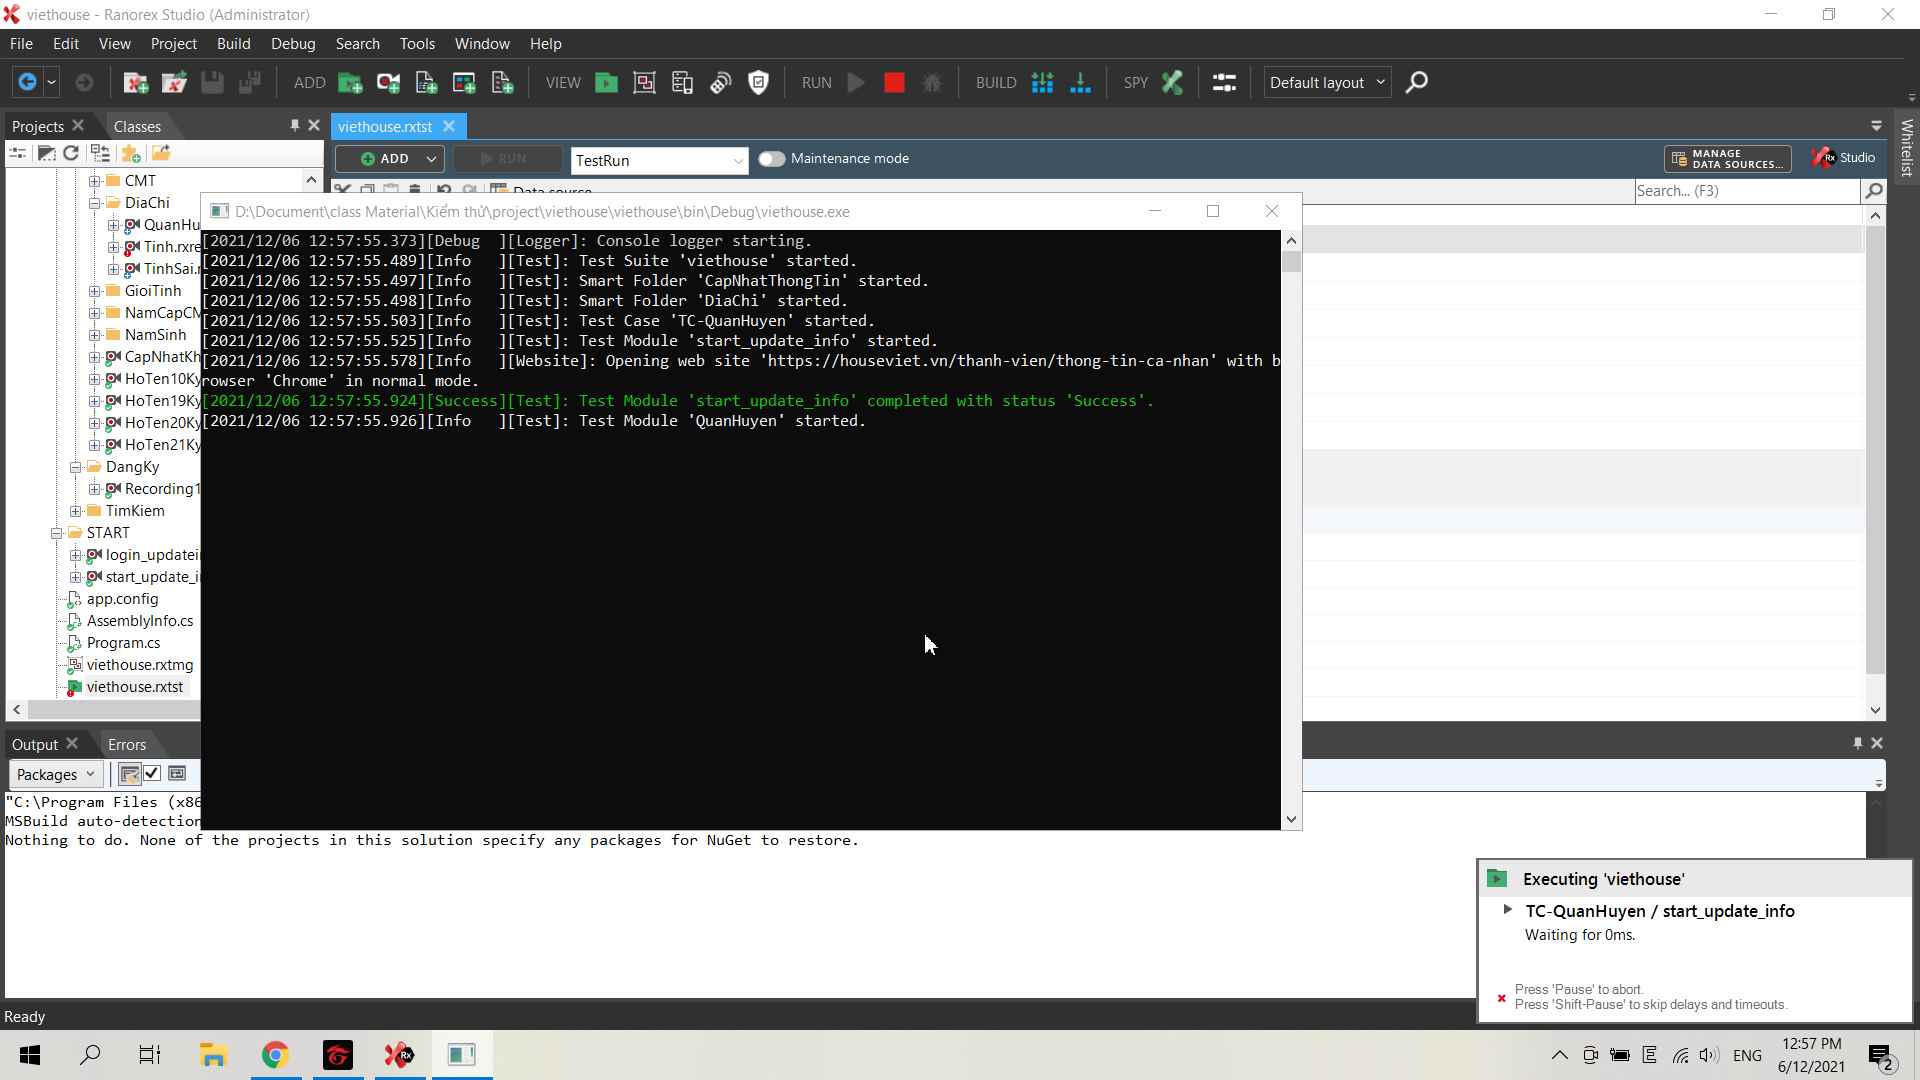 viethouse - Ranorex Studio (Administrator)
File Edit View Project Build Debug Search Tools Window Help
ADD VIEW RUN BUILD SPY Default layout
Projects Classes viethouse.rxtst
Whitelist
ADD RUN TestRun Maintenance mode MANAGE DATA SOURCES... Rx Studio
Data source
Search... (F3)
CMT
DiaChi
QuanHu
Tinh.rxre
TinhSai.r
GioiTinh
NamCapCM
NamSinh
CapNhatKh
HoTen10Ky
HoTen19Ky
HoTen20Ky
HoTen21Ky
DangKy
Recording1
TimKiem
START
login_updatei
start_update_i
app.config
AssemblyInfo.cs
Program.cs
viethouse.rxtmg
viethouse.rxtst
D:\Document\class Material\Kiểm thử\project\viethouse\viethouse\bin\Debug\viethouse.exe
[2021/12/06 12:57:55.373][Debug  ][Logger]: Console logger starting.
[2021/12/06 12:57:55.489][Info   ][Test]: Test Suite 'viethouse' started.
[2021/12/06 12:57:55.497][Info   ][Test]: Smart Folder 'CapNhatThongTin' started.
[2021/12/06 12:57:55.498][Info   ][Test]: Smart Folder 'DiaChi' started.
[2021/12/06 12:57:55.503][Info   ][Test]: Test Case 'TC-QuanHuyen' started.
[2021/12/06 12:57:55.525][Info   ][Test]: Test Module 'start_update_info' started.
[2021/12/06 12:57:55.578][Info   ][Website]: Opening web site 'https://houseviet.vn/thanh-vien/thong-tin-ca-nhan' with b
rowser 'Chrome' in normal mode.
[2021/12/06 12:57:55.924][Success][Test]: Test Module 'start_update_info' completed with status 'Success'.
[2021/12/06 12:57:55.926][Info   ][Test]: Test Module 'QuanHuyen' started.
Output Errors
Packages
"C:\Program Files (x86
MSBuild auto-detection
Nothing to do. None of the projects in this solution specify any packages for NuGet to restore.
Executing 'viethouse'
TC-QuanHuyen / start_update_info
Waiting for 0ms.
Press 'Pause' to abort.
Press 'Shift-Pause' to skip delays and timeouts.
Ready
ENG
12:57 PM
6/12/2021
2